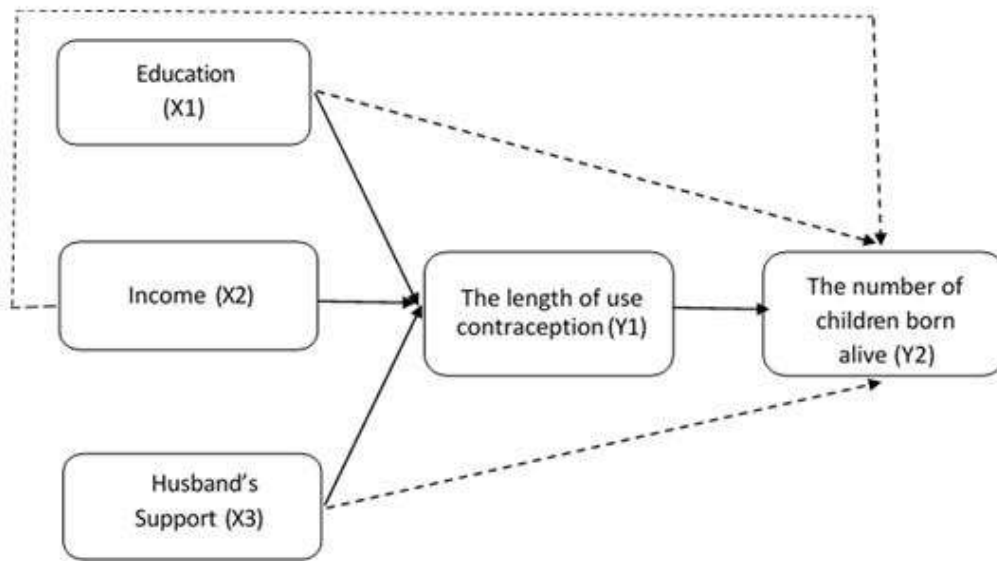 Education
(X1)
Income (X2)
The length of use
contraception (Y1)
The number of
children born
alive (Y2)
Husband's
Support (X3)